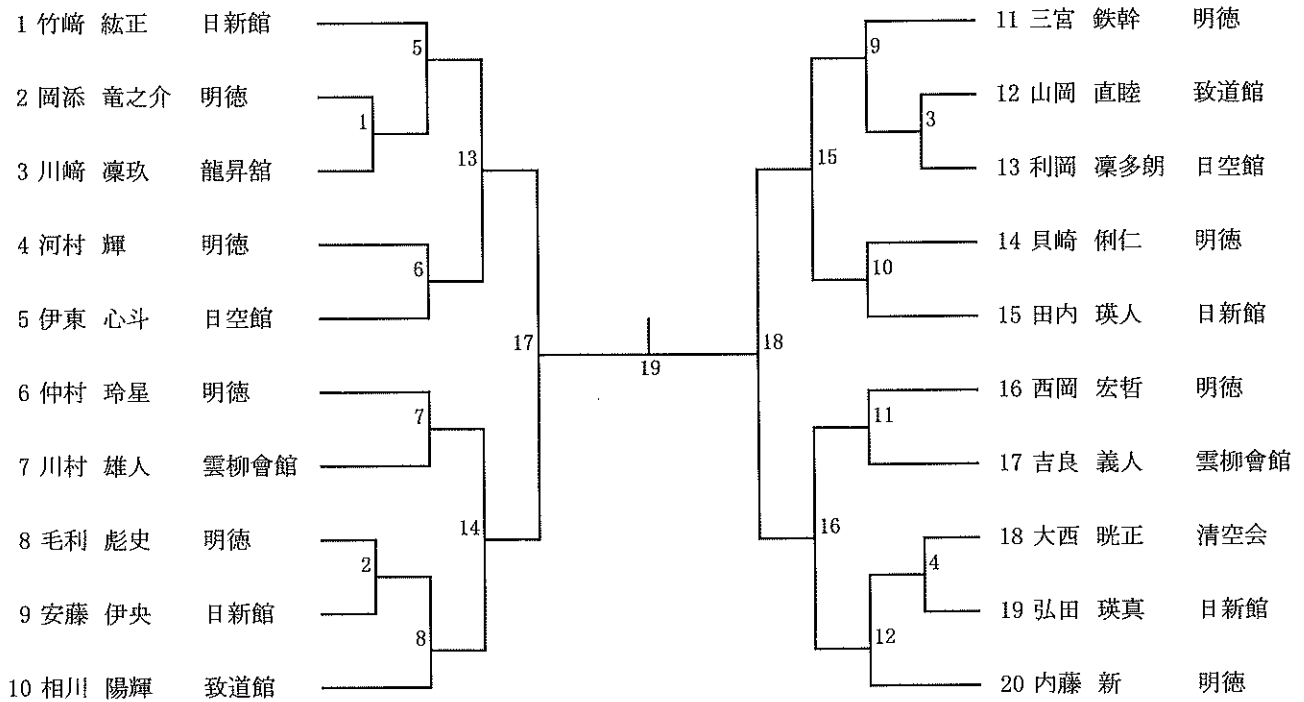 1 竹﨑 紘正 日新館
2 岡添 竜之介 明徳
3 川﨑 凜玖 龍昇舘
4 河村 輝 明徳
5 伊東 心斗 日空館
6 仲村 玲星 明徳
7 川村 雄人 雲柳會館
8 毛利 彪史 明徳
9 安藤 伊央 日新館
10 相川 陽輝 致道館
5
1
13
6
17
7
14
2
8
19
11 三宮 鉄幹 明徳
12 山岡 直睦 致道館
13 利岡 凜多朗 日空館
14 貝崎 俐仁 明徳
15 田内 瑛人 日新館
16 西岡 宏哲 明徳
17 吉良 義人 雲柳會館
18 大西 晄正 清空会
19 弘田 瑛真 日新館
20 内藤 新 明徳
9
3
15
10
18
11
16
4
12